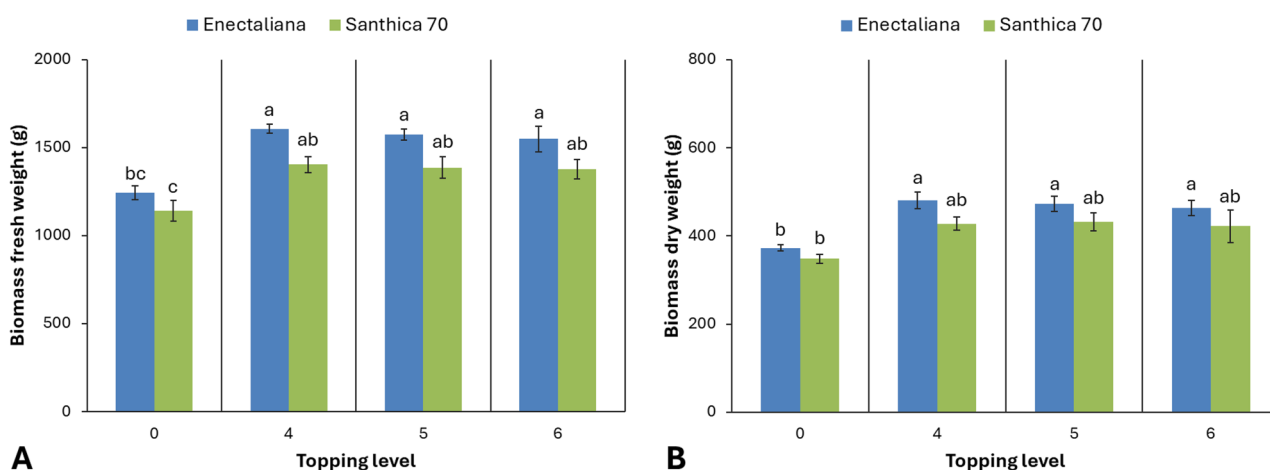 Enectaliana Santhica 70
2000
1500
1000
500
0
Biomass fresh weight (g)
bc c a ab a ab a ab
0 4 5 6
Topping level
A
Enectaliana Santhica 70
800
600
400
200
0
Biomass dry weight (g)
b b a ab a ab a ab
0 4 5 6
Topping level
B